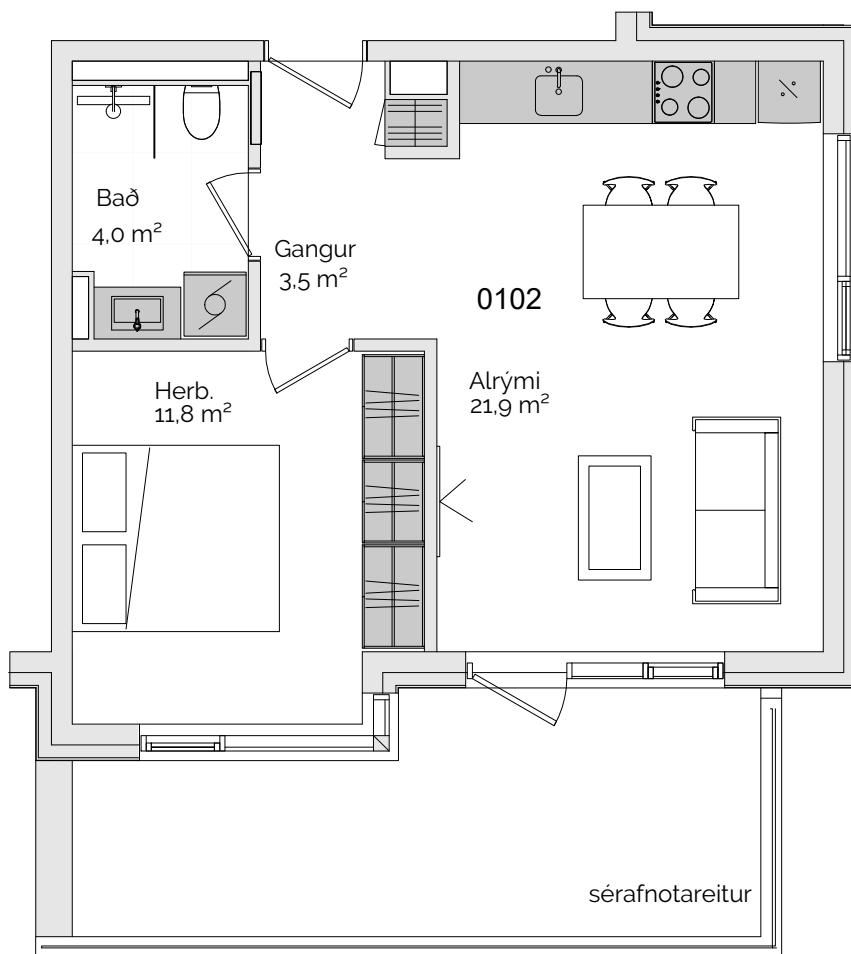 Bað
4,0 m²
Gangur
3,5 m²
0102
Herb.
11,8 m²
Alrými
21,9 m²
sérafnotareitur